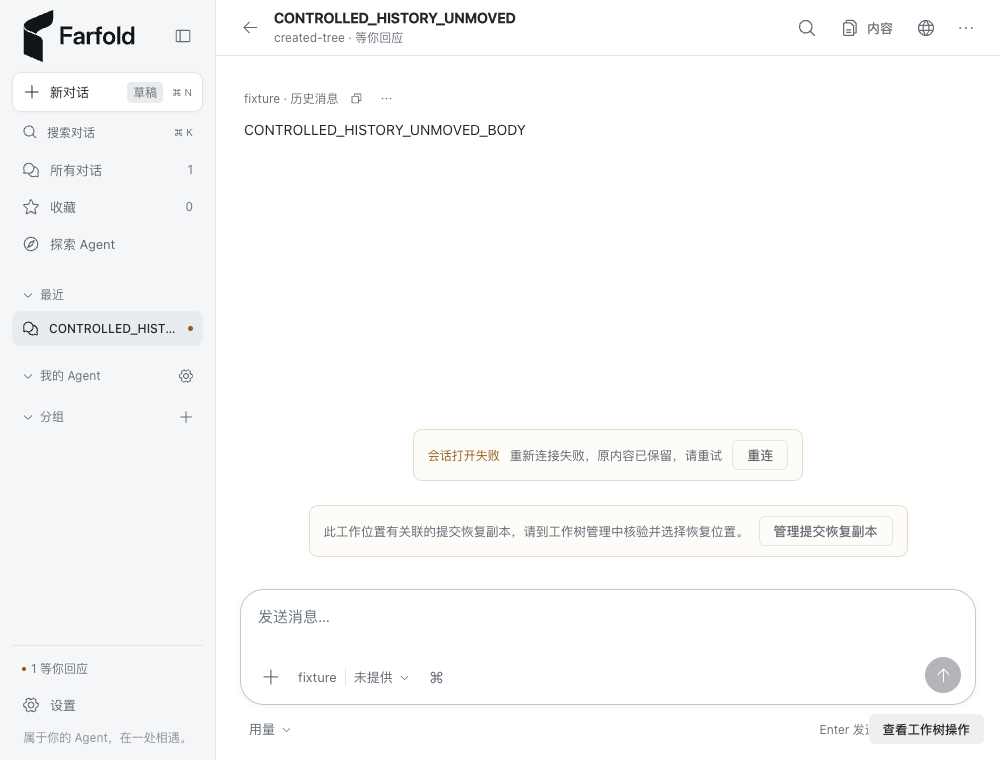 Farfold
新对话 草稿 ⌘ N
搜索对话 ⌘ K
所有对话 1
收藏 0
探索 Agent
最近
CONTROLLED_HIST...
我的 Agent
分组
1 等你回应
设置
属于你的 Agent，在一处相遇。
CONTROLLED_HISTORY_UNMOVED
created-tree · 等你回应
内容
fixture · 历史消息
CONTROLLED_HISTORY_UNMOVED_BODY
会话打开失败 重新连接失败，原内容已保留，请重试 重连
此工作位置有关联的提交恢复副本，请到工作树管理中核验并选择恢复位置。 管理提交恢复副本
发送消息...
fixture 未提供 ⌘
用量
Enter 发
查看工作树操作